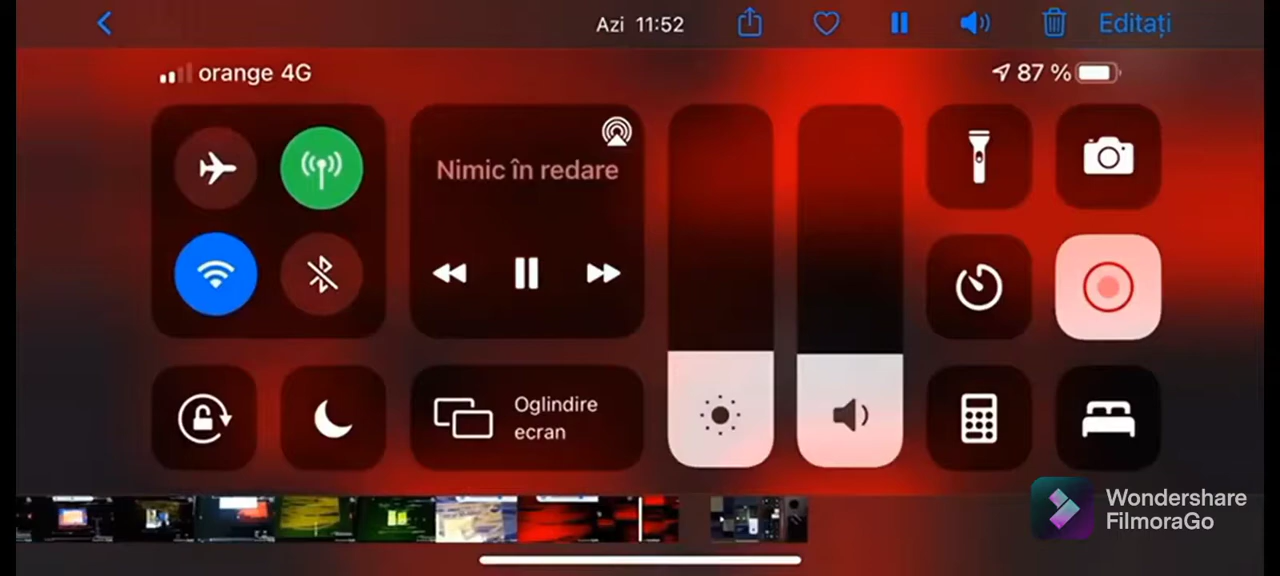 Azi 11:52
Editați
orange 4G
87 %
Nimic în redare
Oglindire
ecran
Wondershare
FilmoraGo